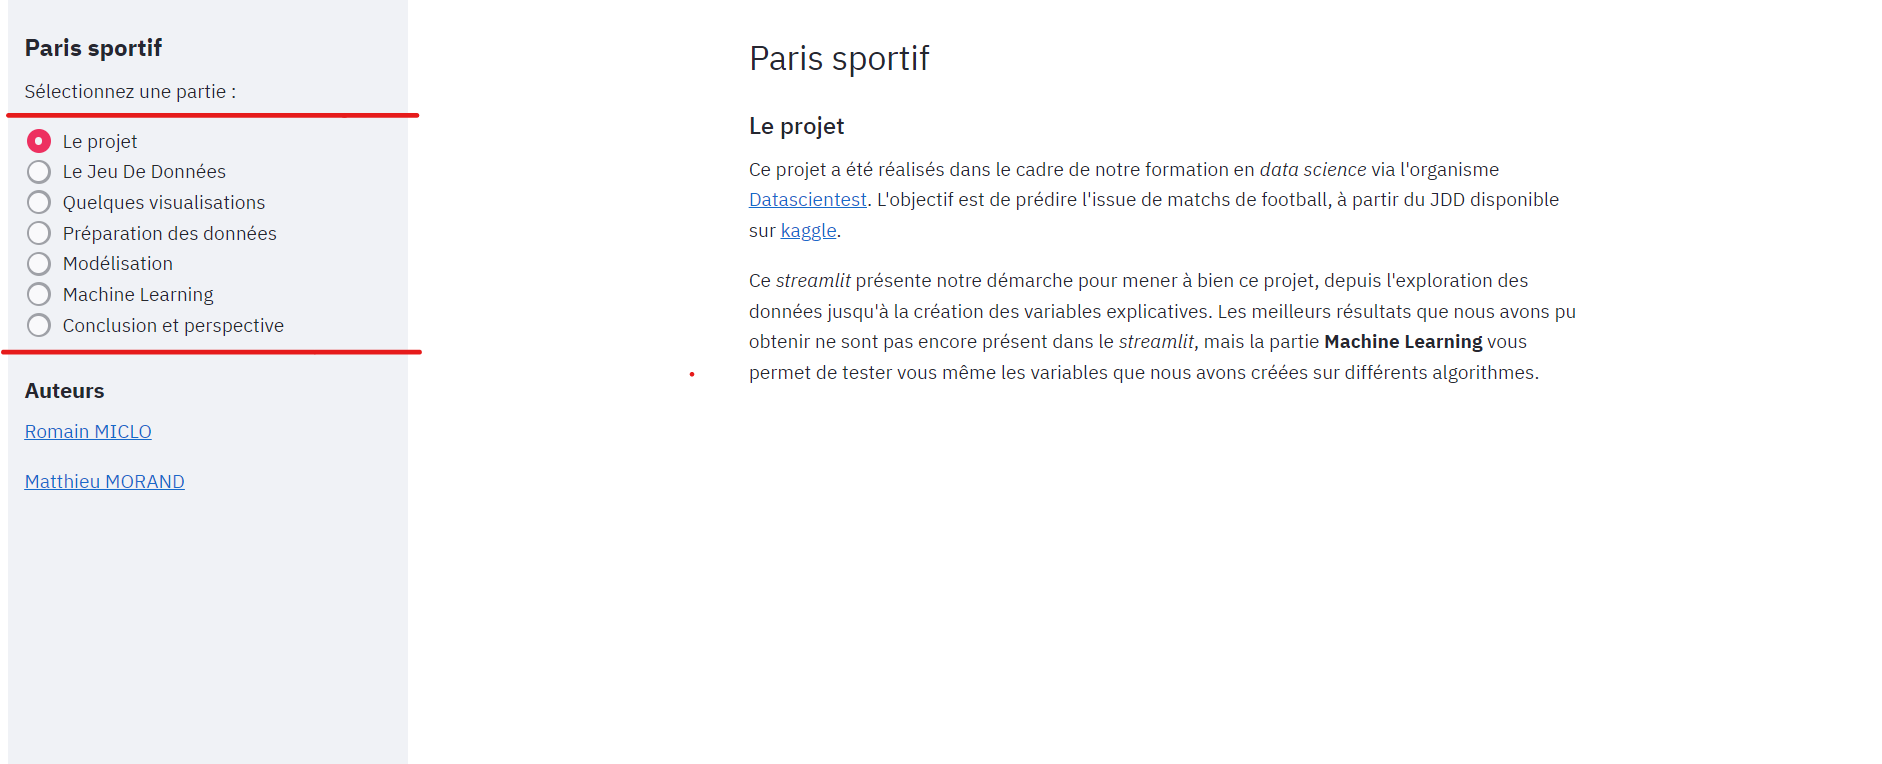 Paris sportif
Sélectionnez une partie :
Le projet
Le Jeu De Données
Quelques visualisations
Préparation des données
Modélisation
Machine Learning
Conclusion et perspective
Auteurs
Romain MICLO
Matthieu MORAND
Paris sportif
Le projet
Ce projet a été réalisés dans le cadre de notre formation en data science via l'organisme
Datascientest. L'objectif est de prédire l'issue de matchs de football, à partir du JDD disponible
sur kaggle.
Ce streamlit présente notre démarche pour mener à bien ce projet, depuis l'exploration des
données jusqu'à la création des variables explicatives. Les meilleurs résultats que nous avons pu
obtenir ne sont pas encore présent dans le streamlit, mais la partie Machine Learning vous
permet de tester vous même les variables que nous avons créées sur différents algorithmes.